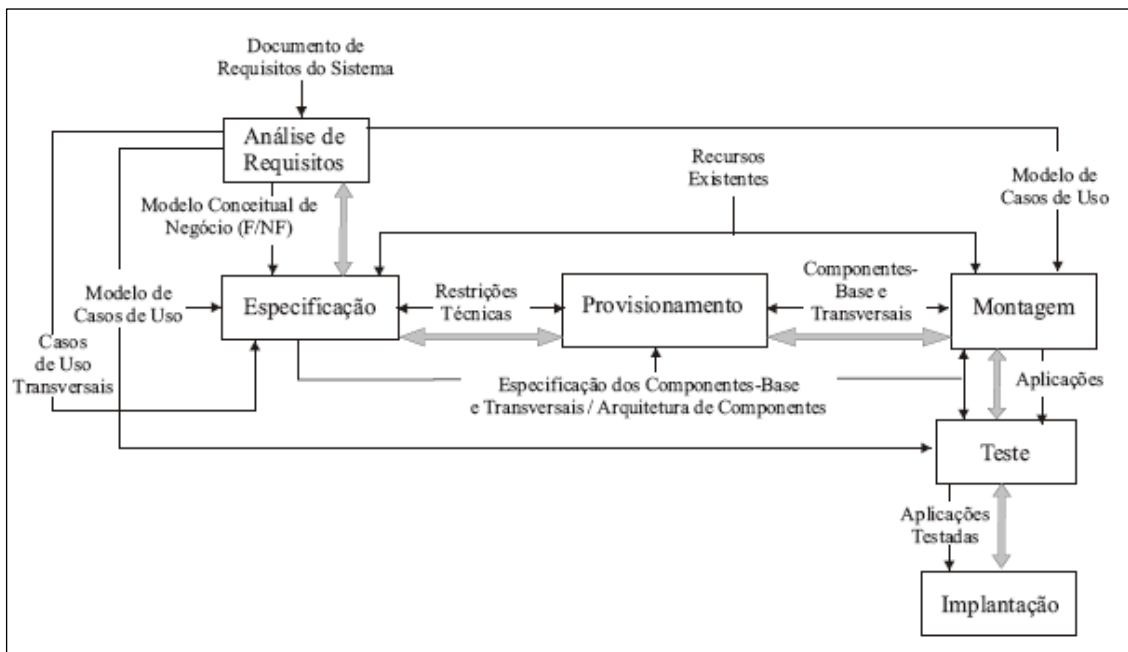 Documento de
Requisitos do Sistema
Análise de
Requisitos
Recursos
Existentes
Modelo de
Casos de Uso
Modelo Conceitual de
Negócio (F/NF)
Modelo de
Casos de Uso
Especificação
Restrições
Técnicas
Provisionamento
Componentes-
Base e
Transversais
Montagem
Casos
de Uso
Transversais
Especificação dos Componentes-Base
e Transversais / Arquitetura de Componentes
Aplicações
Teste
Aplicações
Testadas
Implantação